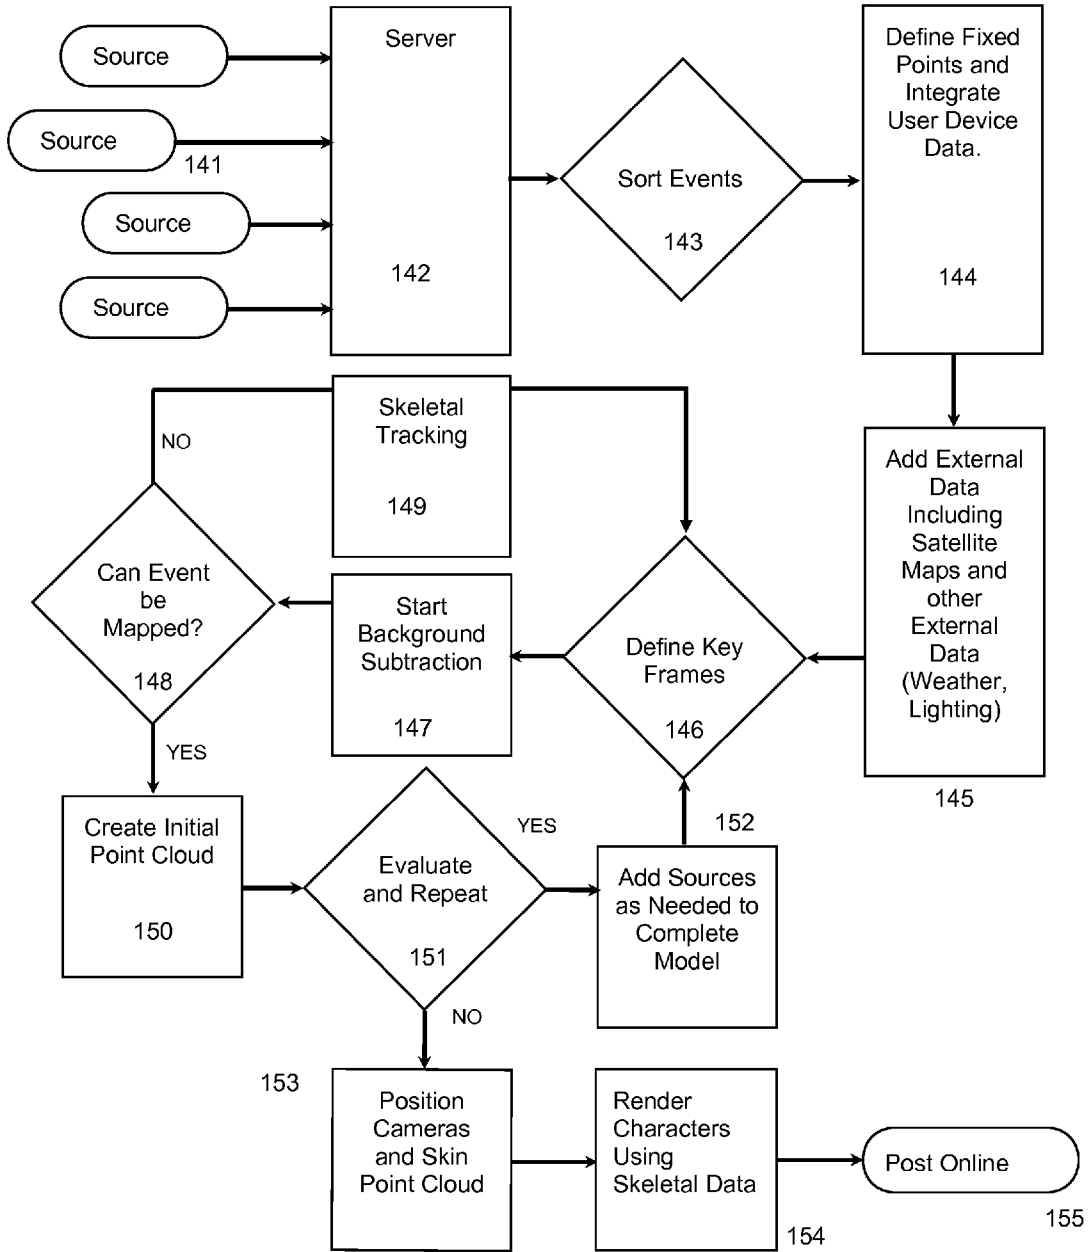 Source
Source
141
Source
Source
Server
142
Sort Events
143
Define Fixed
Points and
Integrate
User Device
Data.
144
Skeletal
Tracking
149
NO
Can Event
be
Mapped?
148
YES
Start
Background
Subtraction
147
Define Key
Frames
146
Add External
Data
Including
Satellite
Maps and
other
External
Data
(Weather,
Lighting)
145
Create Initial
Point Cloud
150
Evaluate
and Repeat
151
YES
NO
152
Add Sources
as Needed to
Complete
Model
153
Position
Cameras
and Skin
Point Cloud
Render
Characters
Using
Skeletal Data
154
Post Online
155